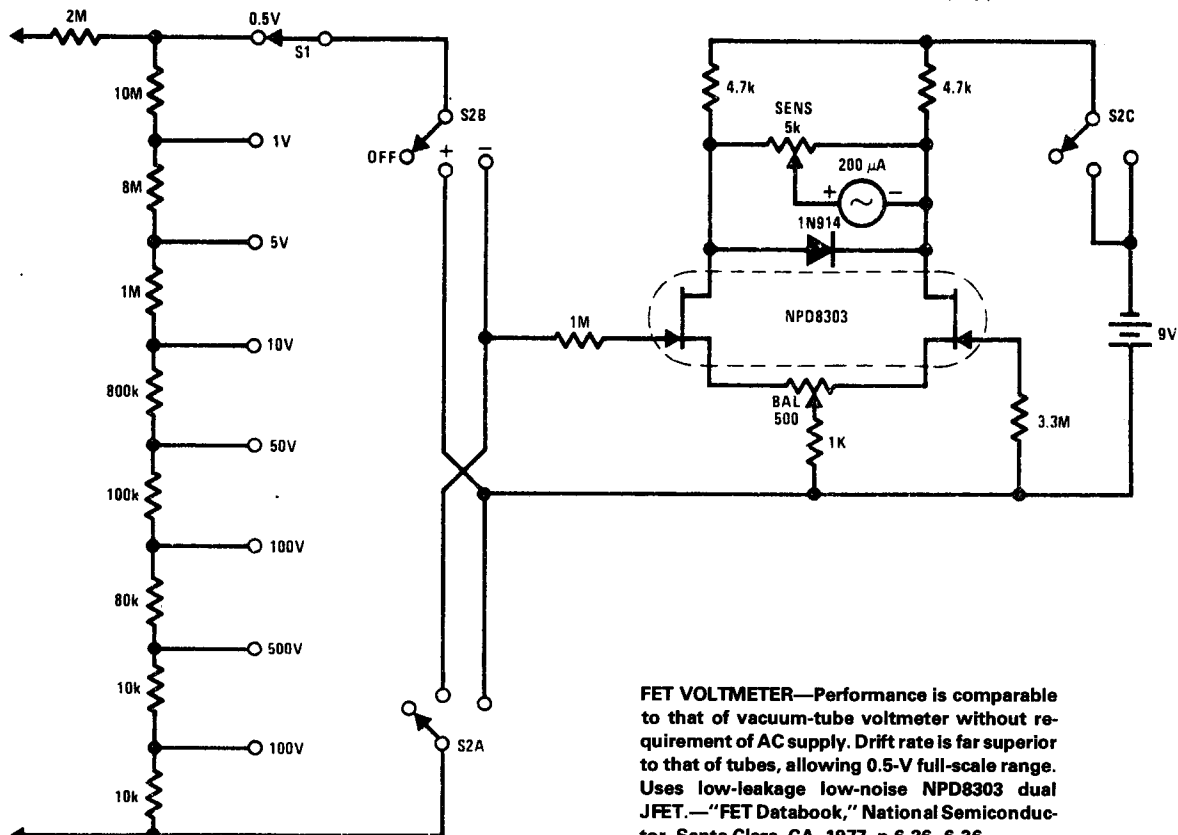 2M
0.5V
S1
10M
4.7k
4.7k
SENS
5k
S2B
S2C
OFF
+
−
1V
200 µA
+
−
8M
1N914
5V
1M
1M
NPD8303
10V
9V
800k
BAL
500
3.3M
1K
50V
100k
100V
80k
500V
10k
100V
S2A
10k
FET VOLTMETER—Performance is comparable
to that of vacuum-tube voltmeter without re-
quirement of AC supply. Drift rate is far superior
to that of tubes, allowing 0.5-V full-scale range.
Uses low-leakage low-noise NPD8303 dual
JFET.—"FET Databook," National Semiconduc-